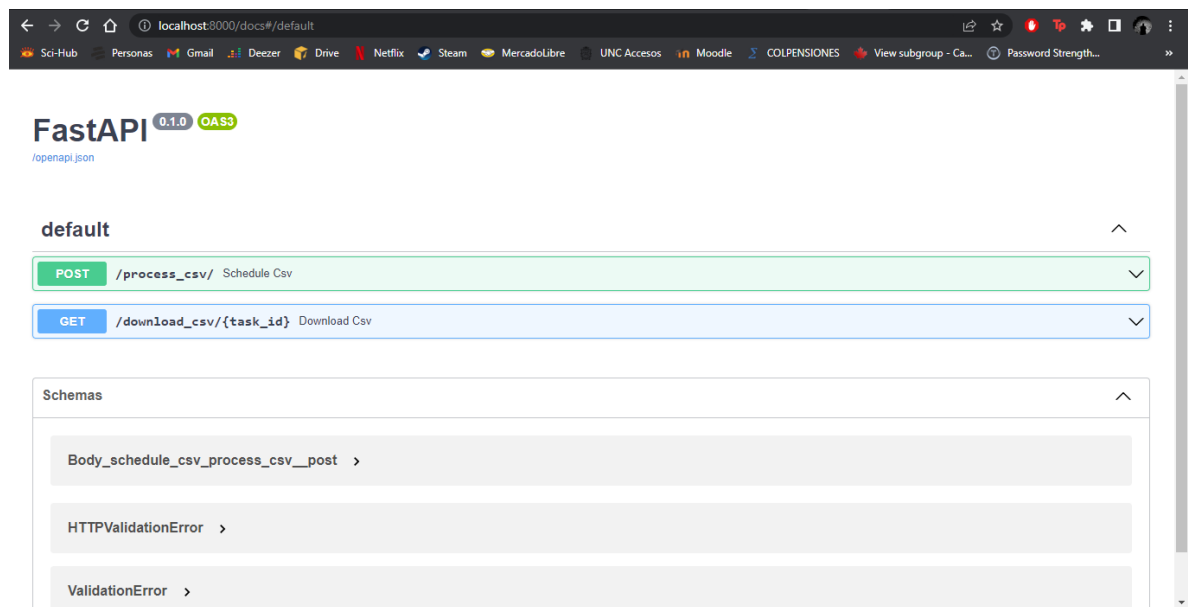 localhost:8000/docs#/default
Sci-Hub Personas Gmail Deezer Drive Netflix Steam MercadoLibre UNC Accesos Moodle COLPENSIONES View subgroup - Ca... Password Strength... »
FastAPI 0.1.0 OAS3
/openapi.json
default
POST /process_csv/ Schedule Csv
GET /download_csv/{task_id} Download Csv
Schemas
Body_schedule_csv_process_csv__post
HTTPValidationError
ValidationError